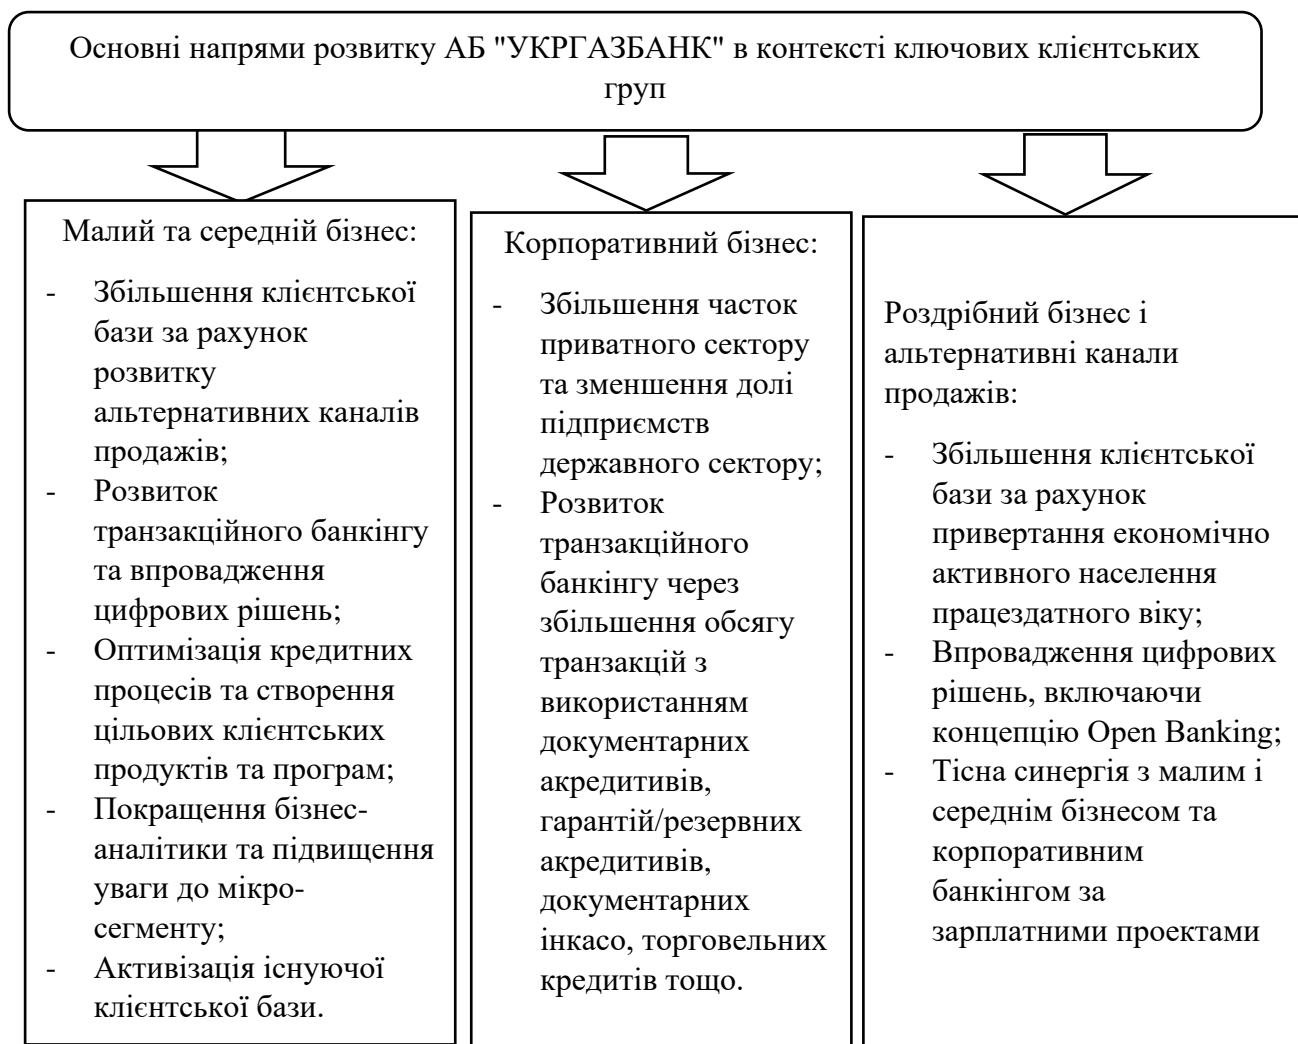 Основні напрями розвитку АБ "УКРГАЗБАНК" в контексті ключових клієнтських
груп
Малий та середній бізнес:
- Збільшення клієнтської
бази за рахунок
розвитку
альтернативних каналів
продажів;
- Розвиток
транзакційного банкінгу
та впровадження
цифрових рішень;
- Оптимізація кредитних
процесів та створення
цільових клієнтських
продуктів та програм;
- Покращення бізнес-
аналітики та підвищення
уваги до мікро-
сегменту;
- Активізація існуючої
клієнтської бази.
Корпоративний бізнес:
- Збільшення часток
приватного сектору
та зменшення долі
підприємств
державного сектору;
- Розвиток
транзакційного
банкінгу через
збільшення обсягу
транзакцій з
використанням
документарних
акредитивів,
гарантій/резервних
акредитивів,
документарних
інкасо, торговельних
кредитів тощо.
Роздрібний бізнес і
альтернативні канали
продажів:
- Збільшення клієнтської
бази за рахунок
привертання економічно
активного населення
працездатного віку;
- Впровадження цифрових
рішень, включаючи
концепцію Open Banking;
- Тісна синергія з малим і
середнім бізнесом та
корпоративним
банкінгом за
зарплатними проектами